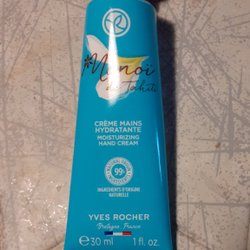 Monoï
de Tahiti
CRÈME MAINS
HYDRATANTE
MOISTURIZING
HAND CREAM
99%
INGRÉDIENTS D'ORIGINE
NATURELLE
YVES ROCHER
Bretagne, France
℮ 30 ml 1 fl. oz.